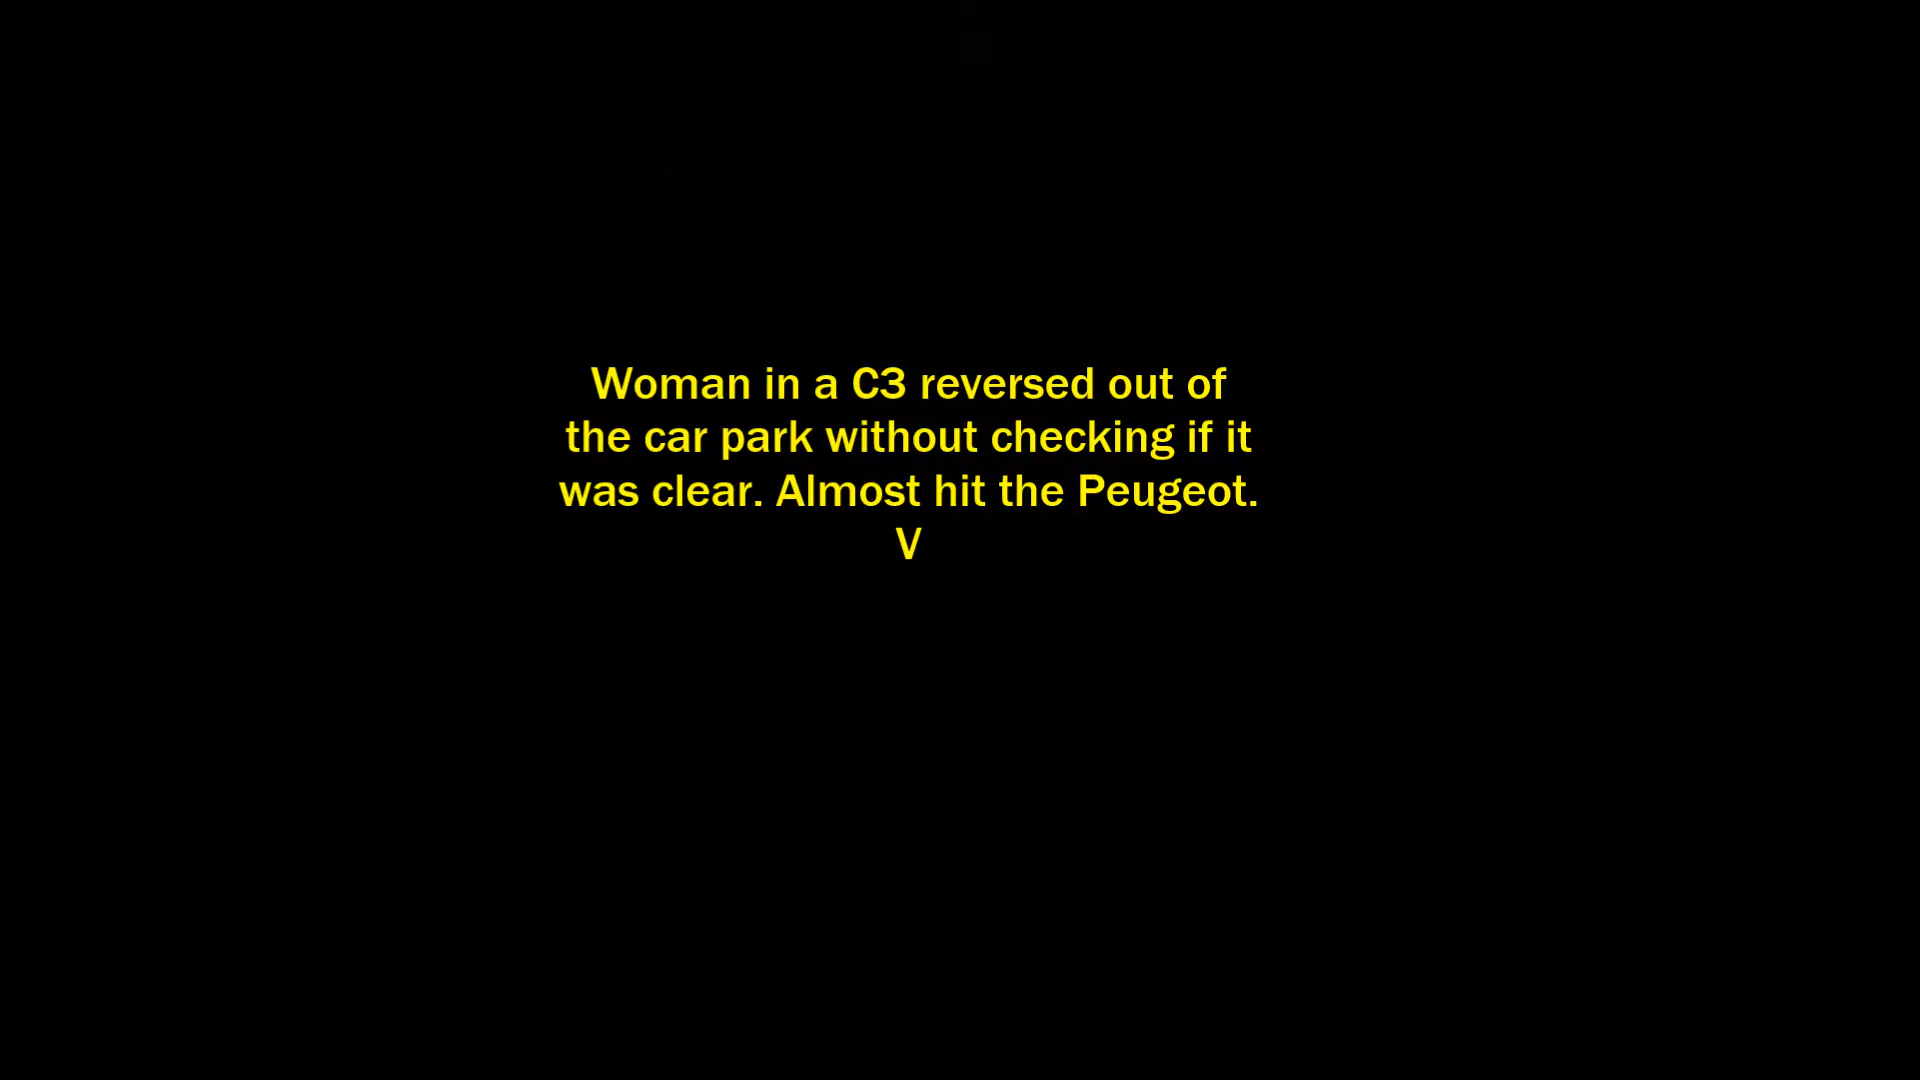 Woman in a C3 reversed out of
the car park without checking if it
was clear. Almost hit the Peugeot.
V